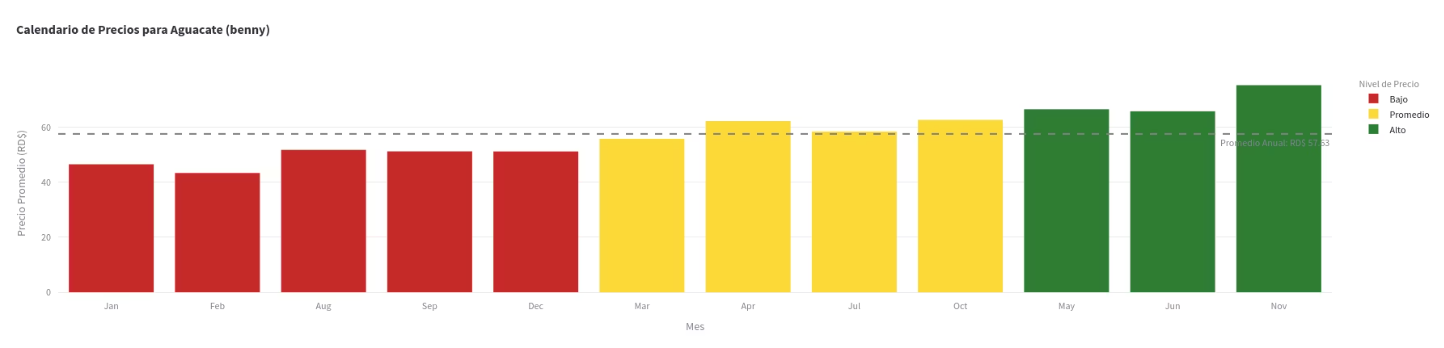 Calendario de Precios para Aguacate (benny)
Nivel de Precio
Bajo
Promedio
Alto
Precio Promedio (RD$)
60
40
20
0
Promedio Anual: RD$ 57.63
Jan Feb Aug Sep Dec Mar Apr Jul Oct May Jun Nov
Mes